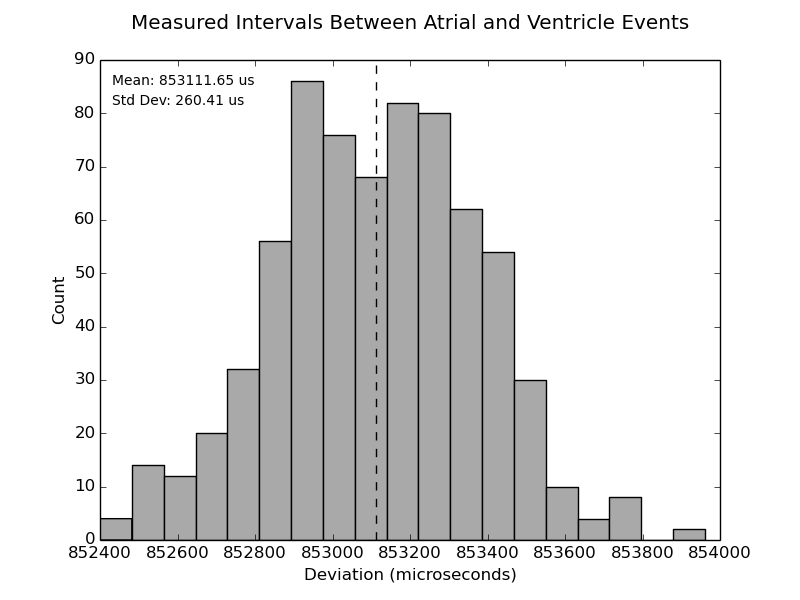 Measured Intervals Between Atrial and Ventricle Events
Mean: 853111.65 us
Std Dev: 260.41 us
90
80
70
60
50
40
30
20
10
0
Count
852400 852600 852800 853000 853200 853400 853600 853800 854000
Deviation (microseconds)